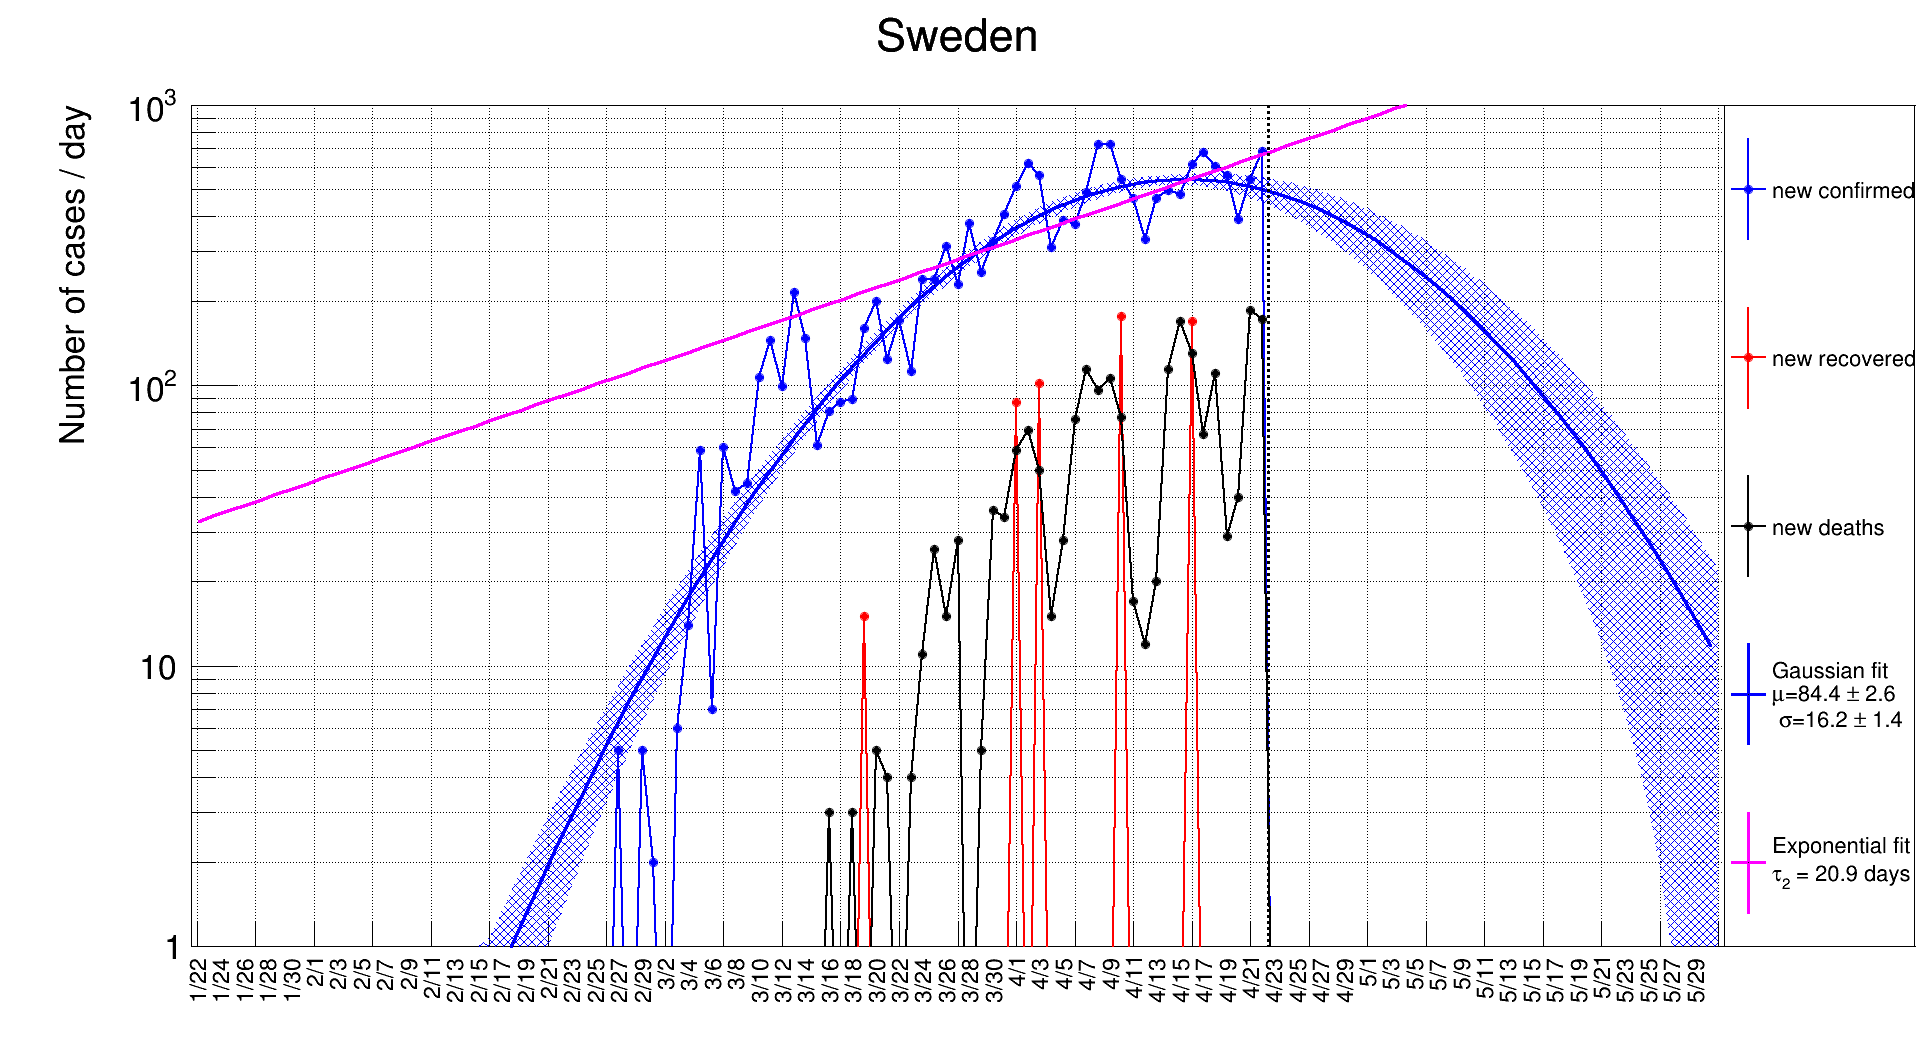 Sweden
Number of cases / day
10³
10²
10
1
1/22 1/24 1/26 1/28 1/30 2/1 2/3 2/5 2/7 2/9 2/11 2/13 2/15 2/17 2/19 2/21 2/23 2/25 2/27 2/29 3/2 3/4 3/6 3/8 3/10 3/12 3/14 3/16 3/18 3/20 3/22 3/24 3/26 3/28 3/30 4/1 4/3 4/5 4/7 4/9 4/11 4/13 4/15 4/17 4/19 4/21 4/23 4/25 4/27 4/29 5/1 5/3 5/5 5/7 5/9 5/11 5/13 5/15 5/17 5/19 5/21 5/23 5/25 5/27 5/29
new confirmed
new recovered
new deaths
Gaussian fit
μ=84.4 ± 2.6
σ=16.2 ± 1.4
Exponential fit
τ₂ = 20.9 days